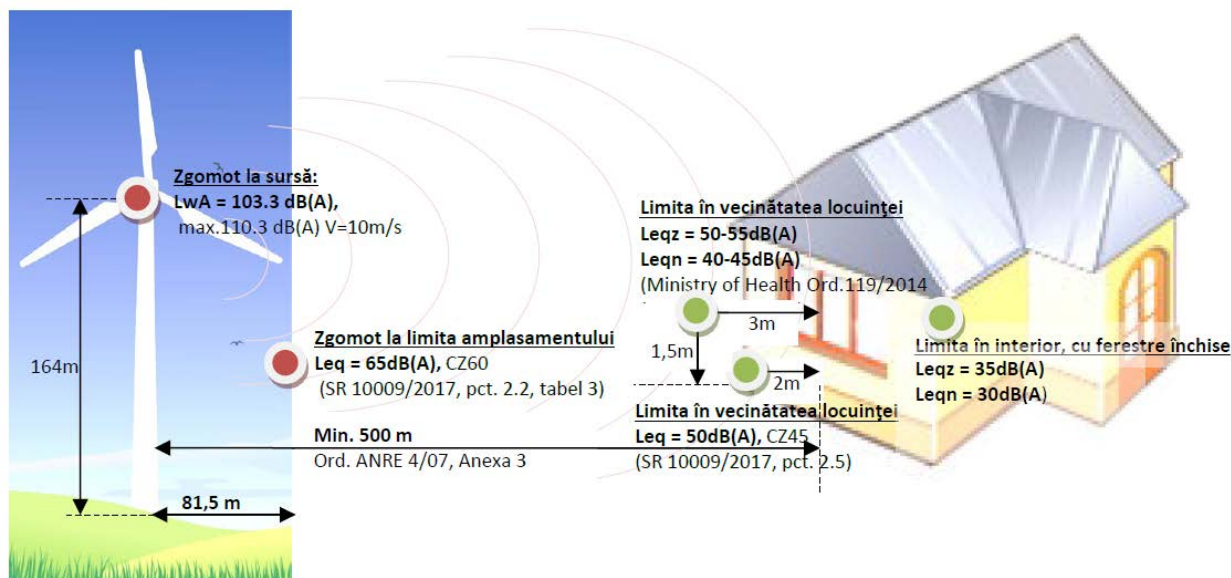 Zgomot la sursă:
LwA = 103.3 dB(A),
max.110.3 dB(A) V=10m/s
164m
Zgomot la limita amplasamentului
Leq = 65dB(A), CZ60
(SR 10009/2017, pct. 2.2, tabel 3)
Min. 500 m
Ord. ANRE 4/07, Anexa 3
81,5 m
Limita în vecinătatea locuinţei
Leqz = 50-55dB(A)
Leqn = 40-45dB(A)
(Ministry of Health Ord.119/2014
3m
1,5m
2m
Limita în vecinătatea locuinţei
Leq = 50dB(A), CZ45
(SR 10009/2017, pct. 2.5)
Limita în interior, cu ferestre închise
Leqz = 35dB(A)
Leqn = 30dB(A)